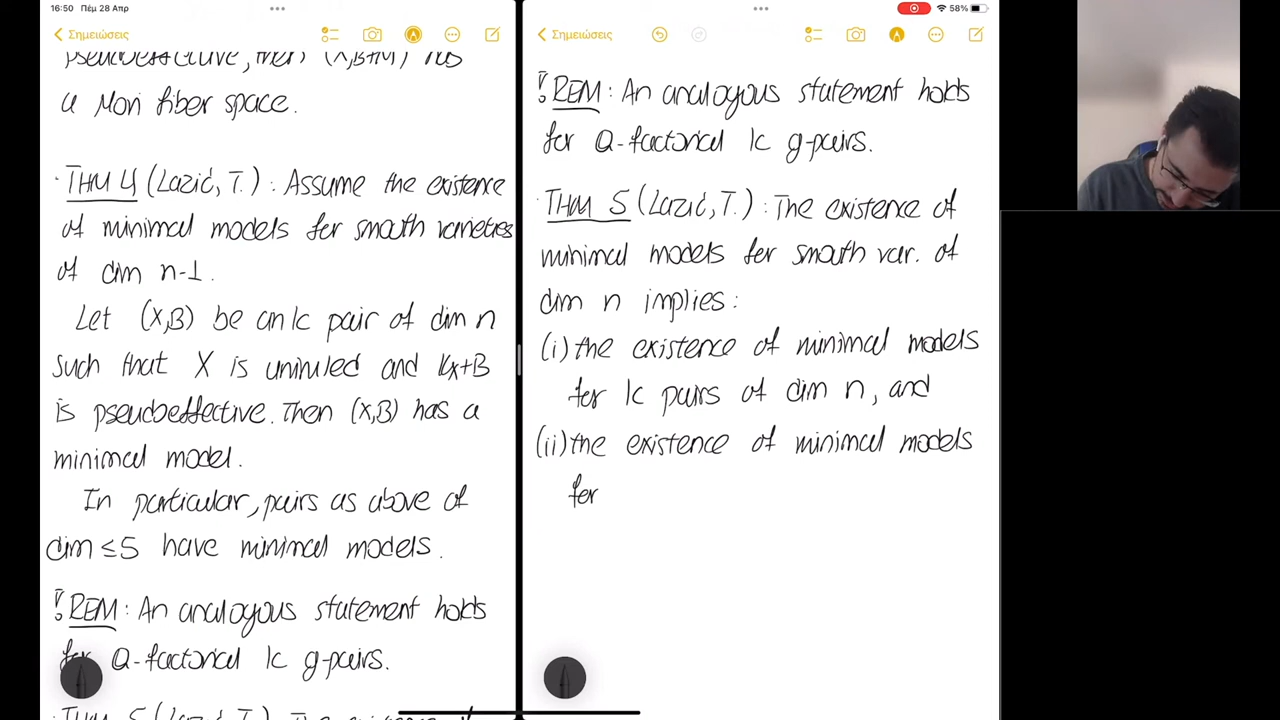 16:50 Πέμ 28 Απρ
Σημειώσεις
a Mori fiber space.
THM 4 (Lazić, T.): Assume the existence
of minimal models for smooth varieties
of dim n-1.
Let (X,B) be an lc pair of dim n
such that X is uniruled and Kx+B
is pseudoeffective. Then (X,B) has a
minimal model.
In particular, pairs as above of
dim ≤5 have minimal models.
! REM: An analogous statement holds
for Q-factorial lc g-pairs.
58%
Σημειώσεις
! REM: An analogous statement holds
for Q-factorial lc g-pairs.
THM 5 (Lazić, T.): The existence of
minimal models for smooth var. of
dim n implies:
(i) the existence of minimal models
for lc pairs of dim n, and
(ii) the existence of minimal models
for